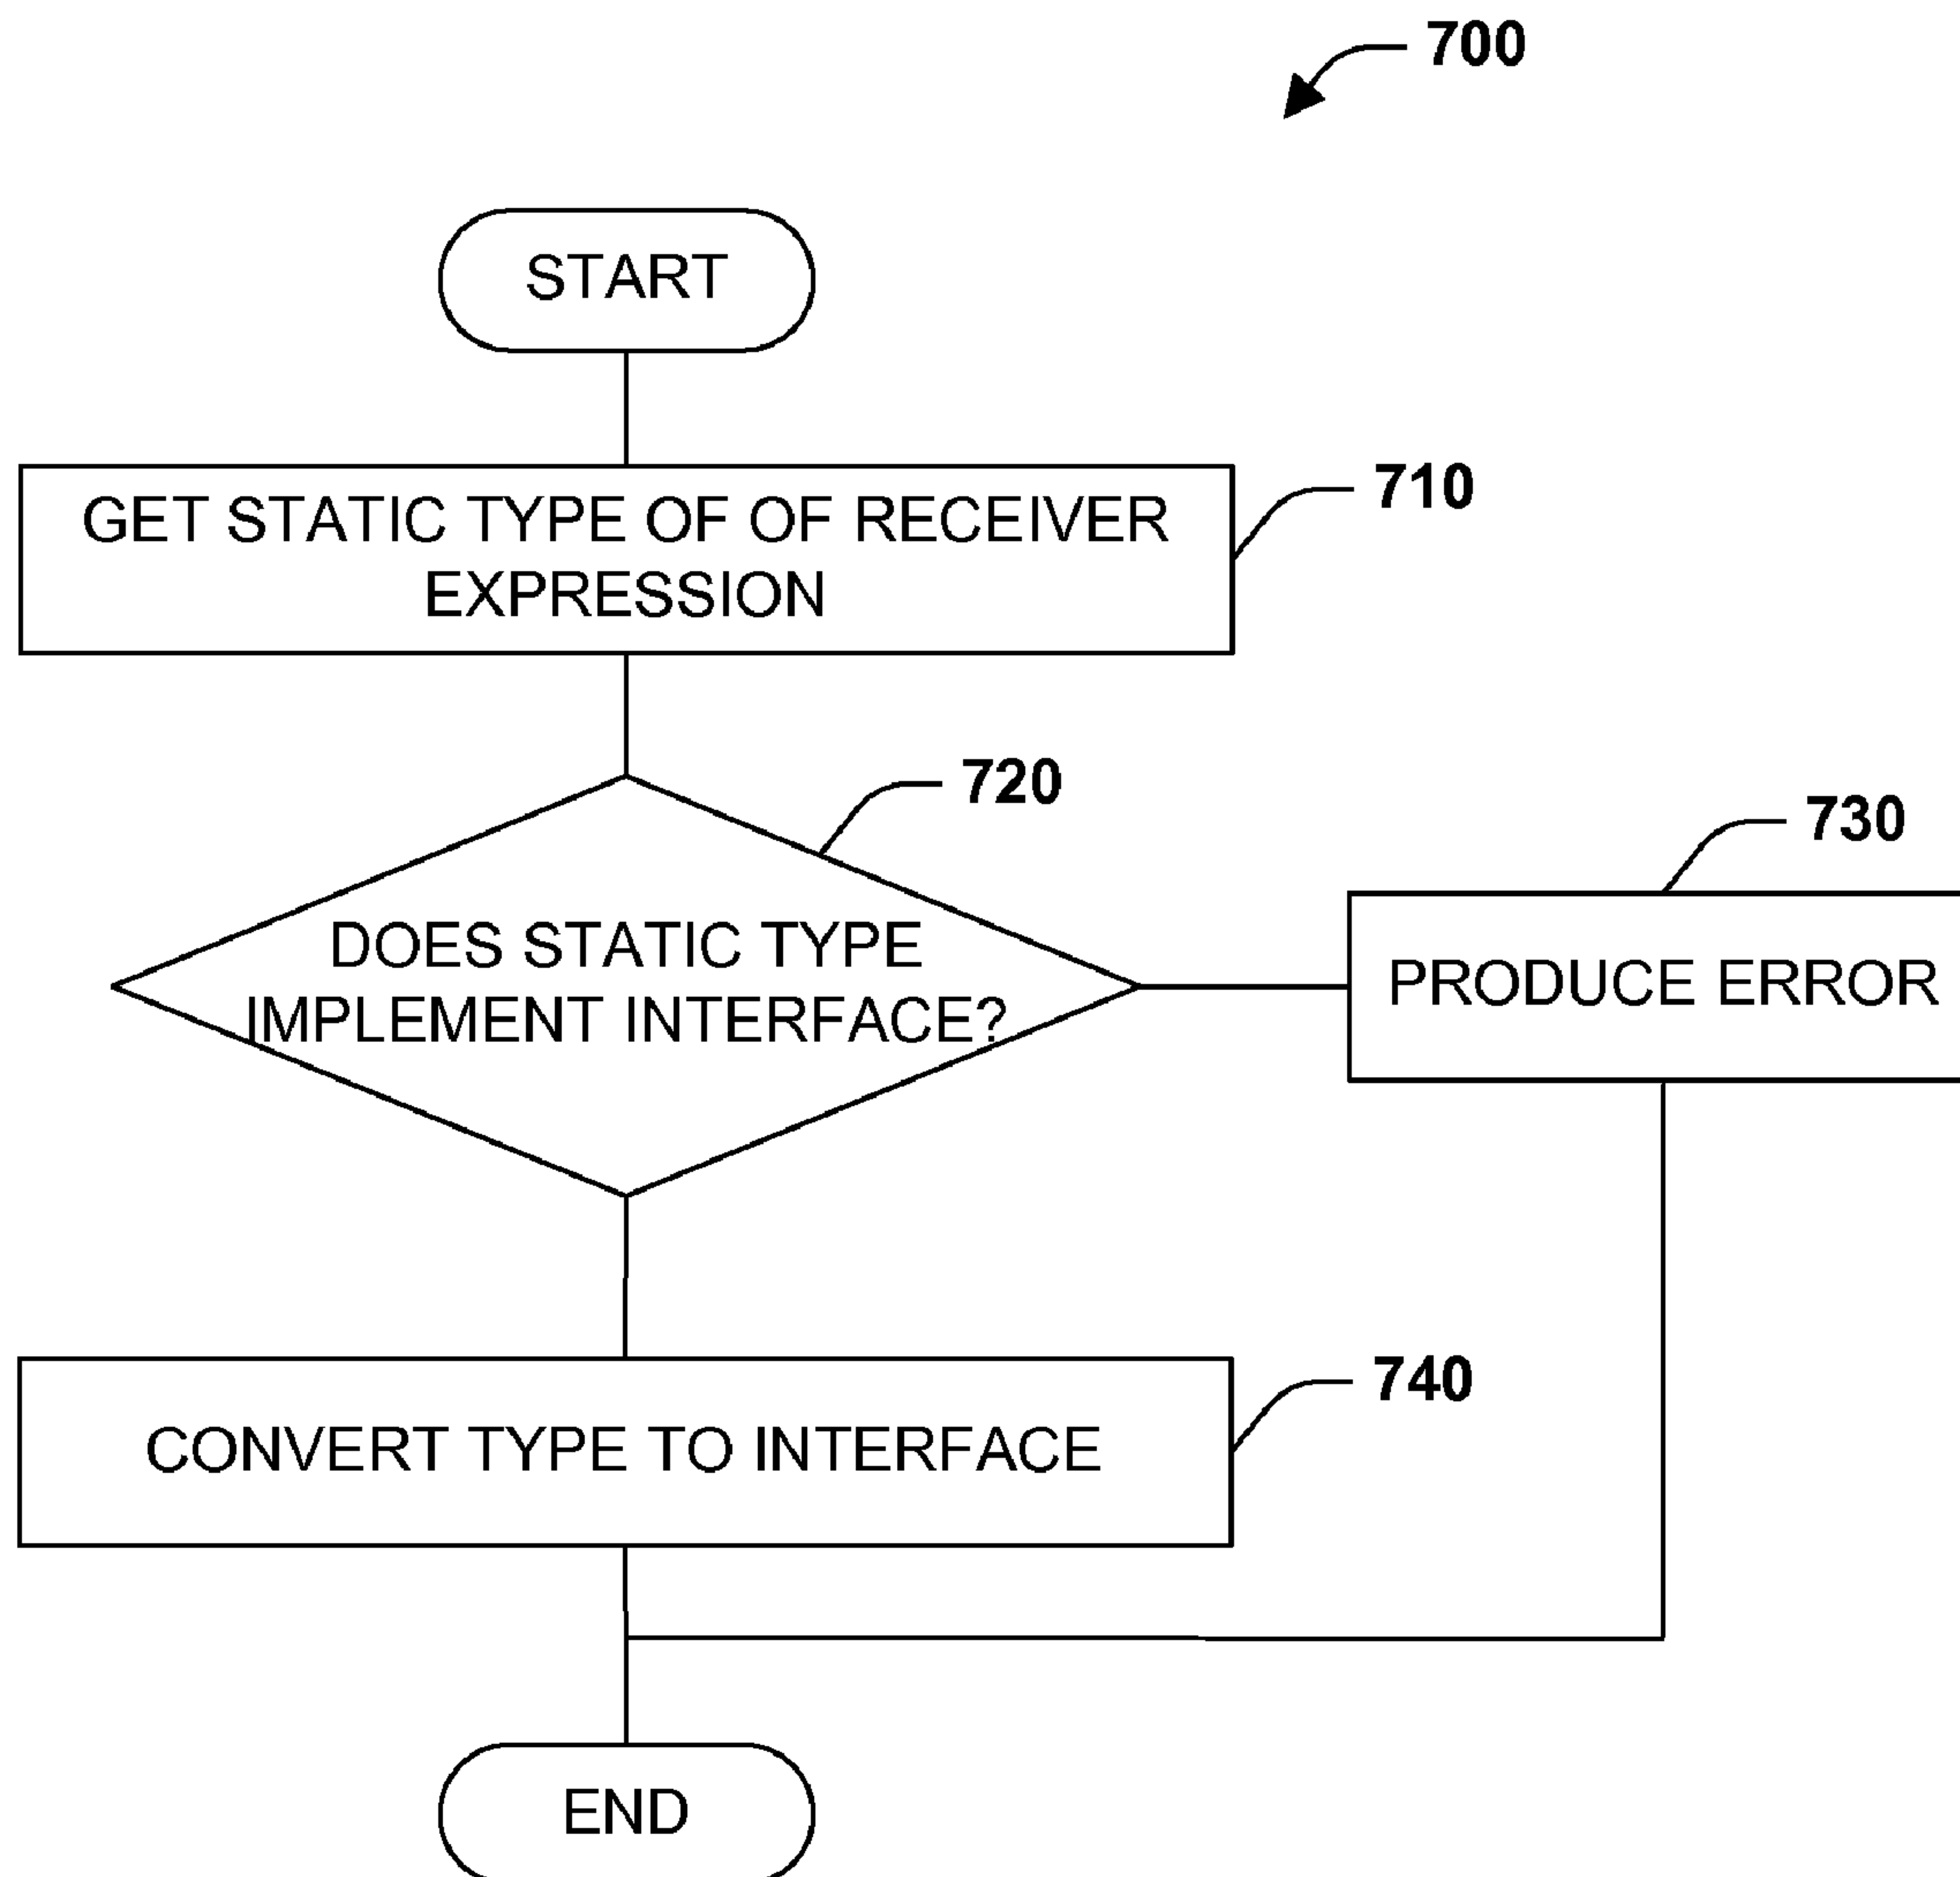 700
START
GET STATIC TYPE OF OF RECEIVER
EXPRESSION
710
720
DOES STATIC TYPE
IMPLEMENT INTERFACE?
730
PRODUCE ERROR
740
CONVERT TYPE TO INTERFACE
END